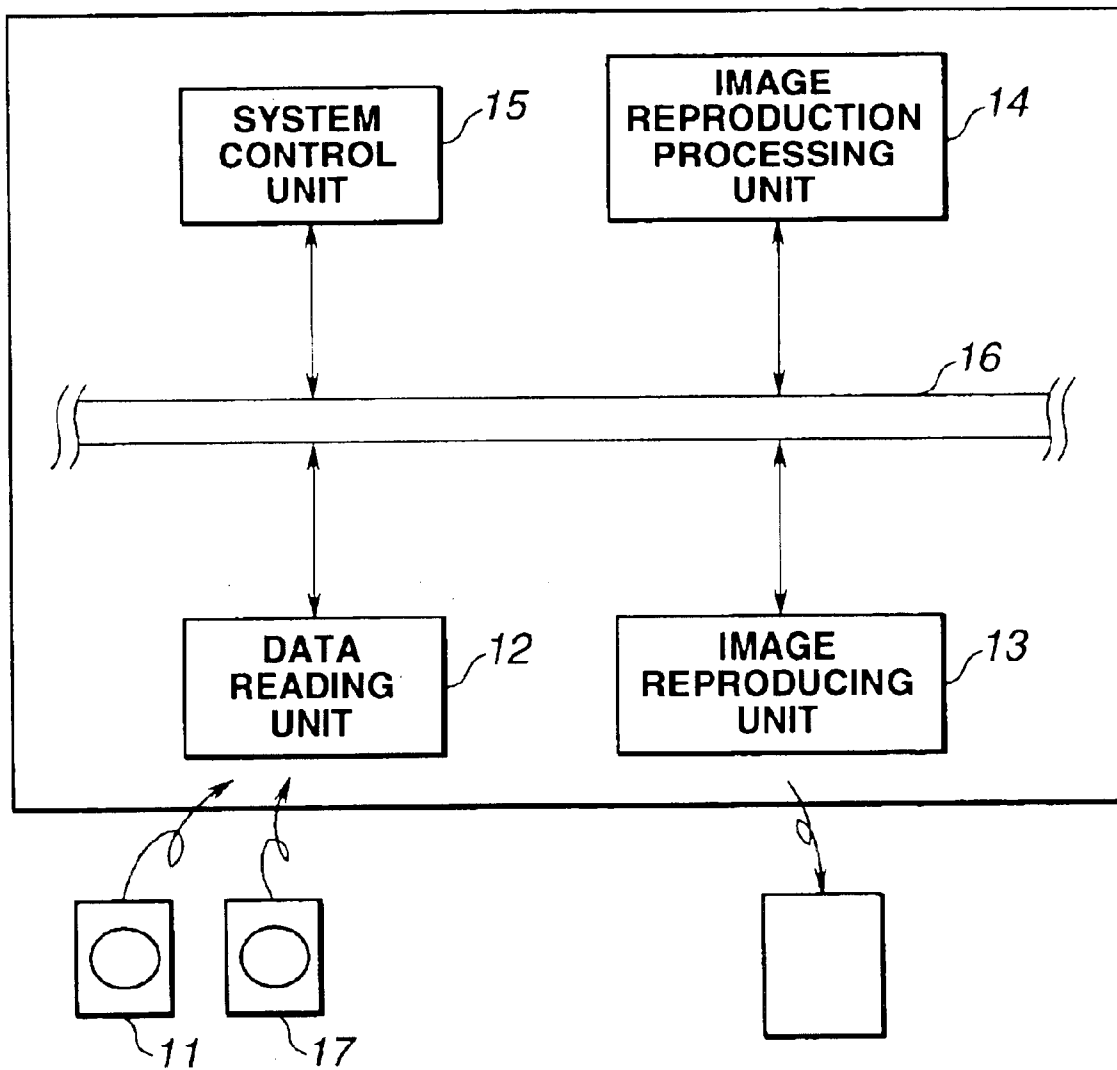 SYSTEM
CONTROL
UNIT
15
IMAGE
REPRODUCTION
PROCESSING
UNIT
14
16
DATA
READING
UNIT
12
IMAGE
REPRODUCING
UNIT
13
11
17